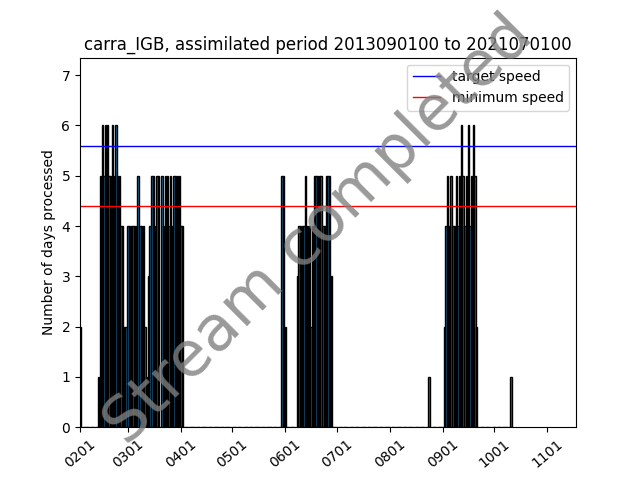 carra_IGB, assimilated period 2013090100 to 2021070100
target speed
minimum speed
Number of days processed
7
6
5
4
3
2
1
0
0201 0301 0401 0501 0601 0701 0801 0901 1001 1101
Stream completed